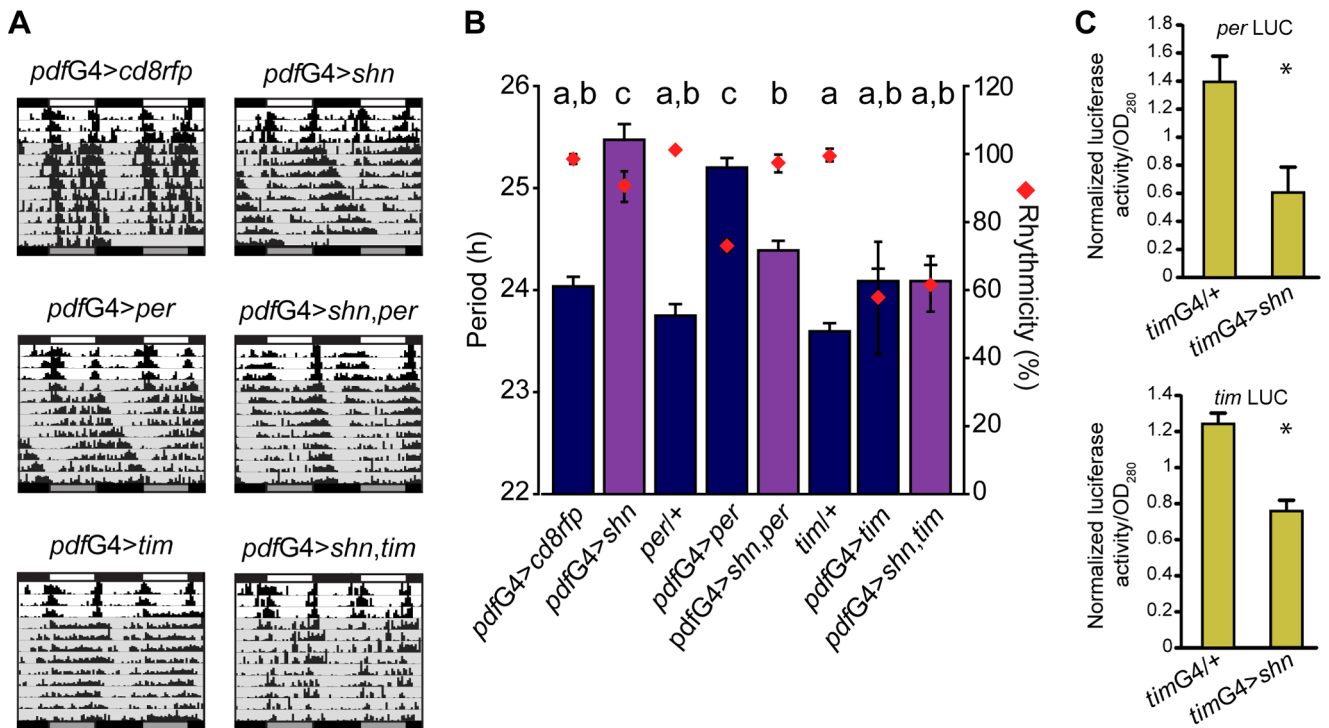 A
pdfG4>cd8rfp
pdfG4>shn
pdfG4>per
pdfG4>shn,per
pdfG4>tim
pdfG4>shn,tim
B
26
25
24
23
22
Period (h)
a,b
c
a,b
c
b
a
a,b
a,b
120
100
80
60
40
20
0
Rhythmicity (%)
pdfG4>cd8rfp
pdfG4>shn
per/+
pdfG4>per
pdfG4>shn,per
tim/+
pdfG4>tim
pdfG4>shn,tim
C
per LUC
*
1.8
1.6
1.4
1.2
1
0.8
0.6
0.4
0.2
0
Normalized luciferase
activity/OD280
timG4/+
timG4>shn
tim LUC
*
1.4
1.2
1
0.8
0.6
0.4
0.2
0
Normalized luciferase
activity/OD280
timG4/+
timG4>shn